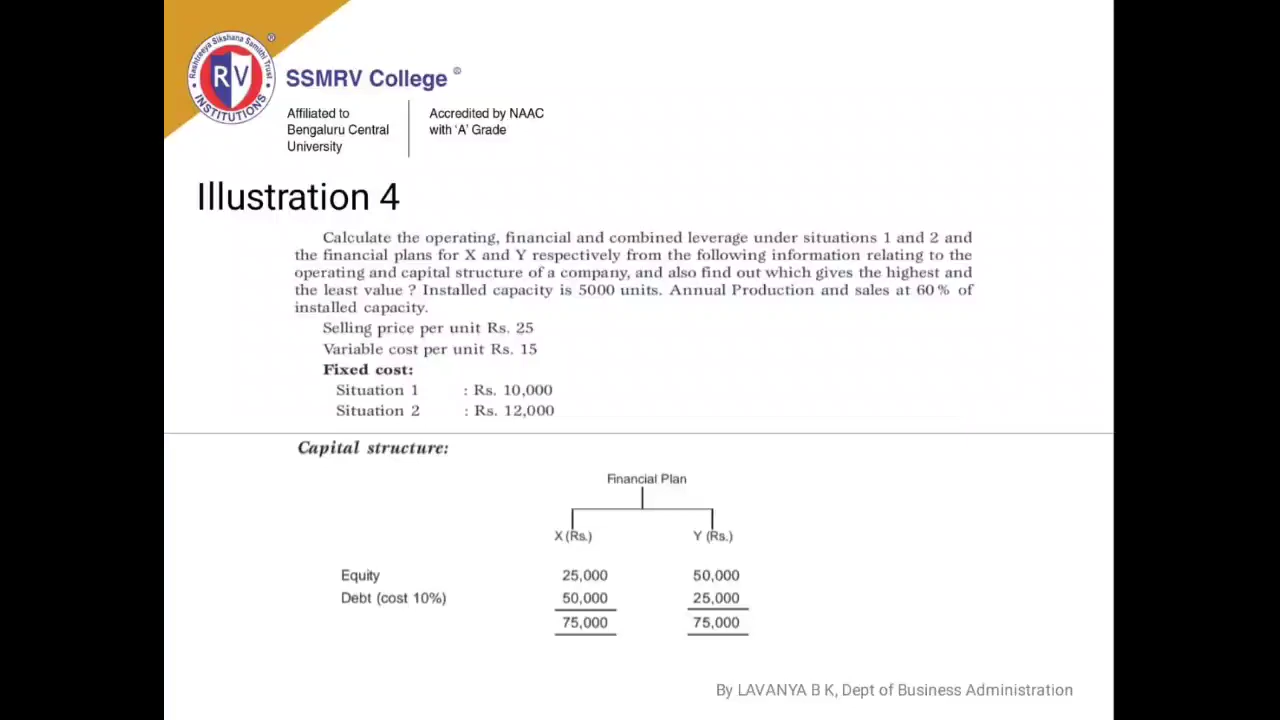 Rashtreeya Sikshana Samithi Trust
RV
INSTITUTIONS
®
SSMRV College ®
Affiliated to
Bengaluru Central
University
Accredited by NAAC
with ‘A’ Grade
Illustration 4
Calculate the operating, financial and combined leverage under situations 1 and 2 and
the financial plans for X and Y respectively from the following information relating to the
operating and capital structure of a company, and also find out which gives the highest and
the least value ? Installed capacity is 5000 units. Annual Production and sales at 60% of
installed capacity.
Selling price per unit Rs. 25
Variable cost per unit Rs. 15
Fixed cost:
Situation 1 : Rs. 10,000
Situation 2 : Rs. 12,000
Capital structure:
Financial Plan
X (Rs.) Y (Rs.)
Equity 25,000 50,000
Debt (cost 10%) 50,000 25,000
75,000 75,000
By LAVANYA B K, Dept of Business Administration